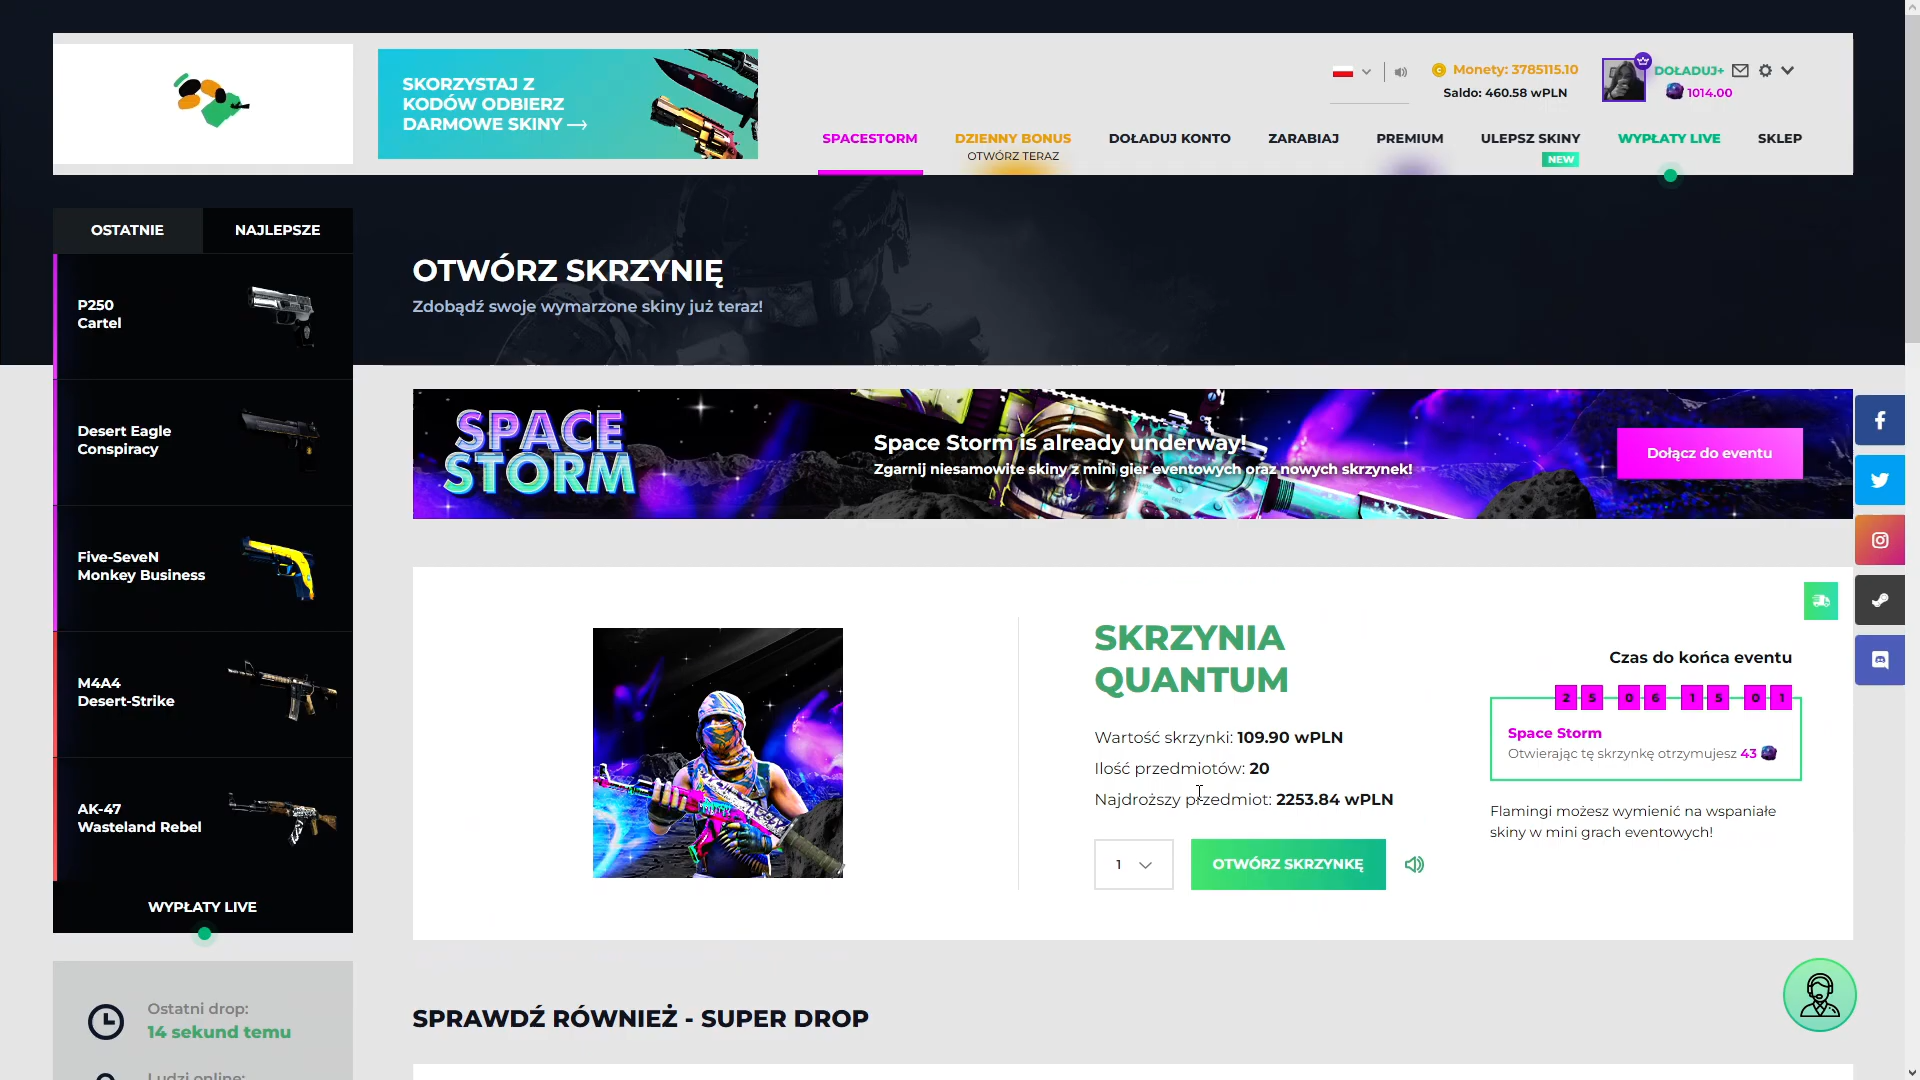 SKORZYSTAJ Z
KODÓW ODBIERZ
DARMOWE SKINY
Monety: 3785115.10
Saldo: 460.58 wPLN
DOŁADUJ+
1014.00
SPACESTORM
DZIENNY BONUS
OTWÓRZ TERAZ
DOŁADUJ KONTO
ZARABIAJ
PREMIUM
ULEPSZ SKINY
NEW
WYPŁATY LIVE
SKLEP
OSTATNIE
NAJLEPSZE
P250
Cartel
Desert Eagle
Conspiracy
Five-SeveN
Monkey Business
M4A4
Desert-Strike
AK-47
Wasteland Rebel
WYPŁATY LIVE
Ostatni drop:
14 sekund temu
Ludzi online:
OTWÓRZ SKRZYNIĘ
Zdobądź swoje wymarzone skiny już teraz!
SPACE
STORM
Space Storm is already underway!
Zgarnij niesamowite skiny z mini gier eventowych oraz nowych skrzynek!
Dołącz do eventu
SKRZYNIA
QUANTUM
Wartość skrzynki: 109.90 wPLN
Ilość przedmiotów: 20
Najdroższy przedmiot: 2253.84 wPLN
1
OTWÓRZ SKRZYNKĘ
Czas do końca eventu
2 5 0 6 1 5 0 1
Space Storm
Otwierając tę skrzynkę otrzymujesz 43
Flamingi możesz wymienić na wspaniałe
skiny w mini grach eventowych!
SPRAWDŹ RÓWNIEŻ - SUPER DROP